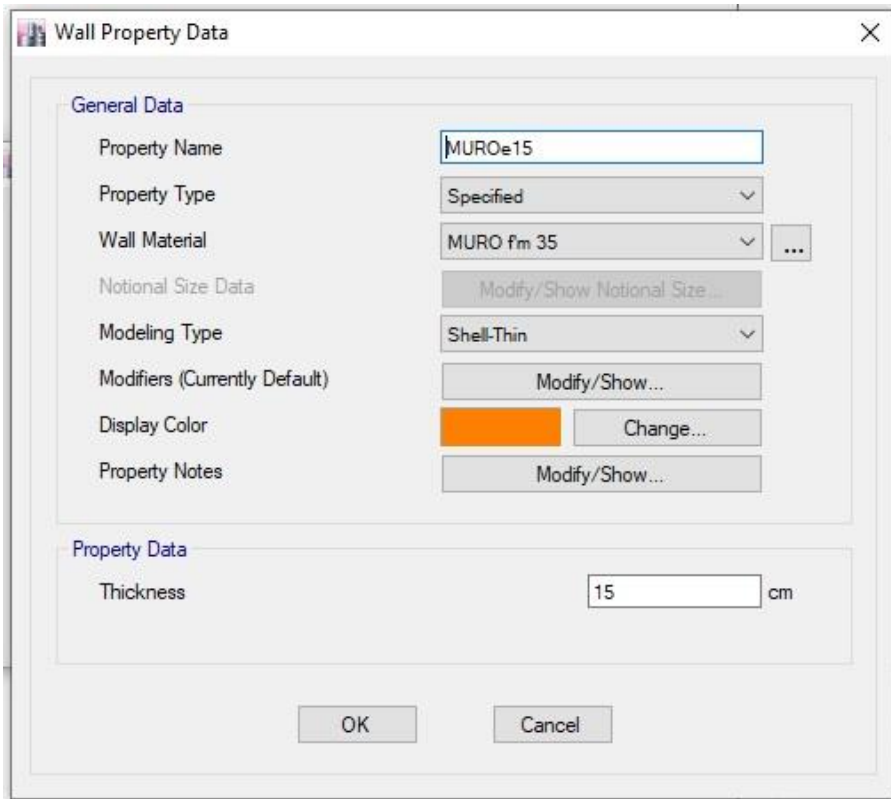 Wall Property Data
General Data
Property Name MUROe15
Property Type Specified
Wall Material MURO f'm 35 ...
Notional Size Data Modify/Show Notional Size...
Modeling Type Shell-Thin
Modifiers (Currently Default) Modify/Show...
Display Color Change...
Property Notes Modify/Show...
Property Data
Thickness 15 cm
OK Cancel